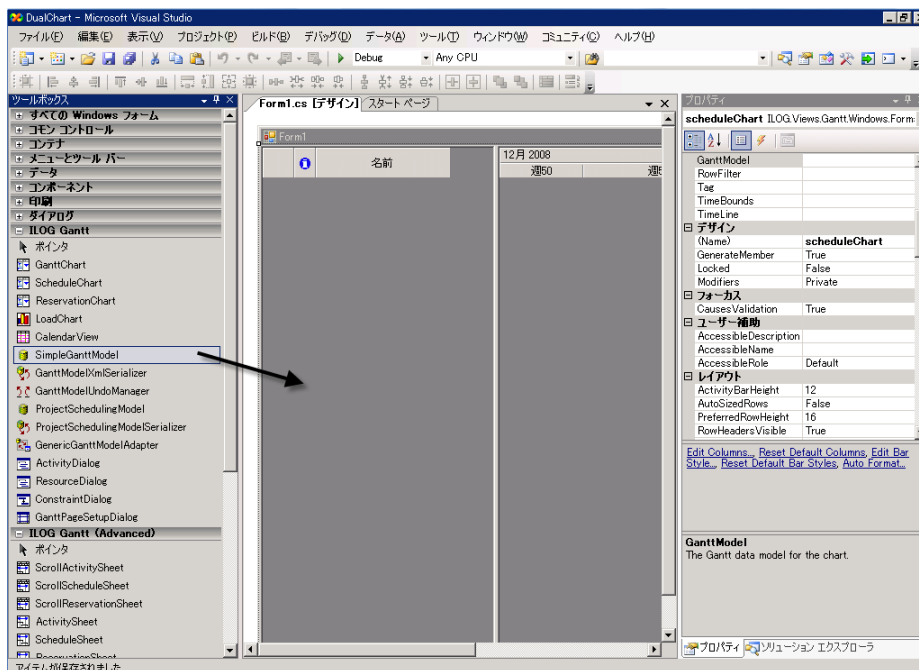 DualChart - Microsoft Visual Studio
ファイル(F) 編集(E) 表示(V) プロジェクト(P) ビルド(B) デバッグ(D) データ(A) ツール(T) ウィンドウ(W) コミュニティ(C) ヘルプ(H)
Debug Any CPU
ツールボックス
すべての Windows フォーム
コモン コントロール
コンテナ
メニューとツール バー
データ
コンポーネント
印刷
ダイアログ
ILOG Gantt
ポインタ
GanttChart
ScheduleChart
ReservationChart
LoadChart
CalendarView
SimpleGanttModel
GanttModelXmlSerializer
GanttModelUndoManager
ProjectSchedulingModel
ProjectSchedulingModelSerializer
GenericGanttModelAdapter
ActivityDialog
ResourceDialog
ConstraintDialog
GanttPageSetupDialog
ILOG Gantt (Advanced)
ポインタ
ScrollActivitySheet
ScrollScheduleSheet
ScrollReservationSheet
ActivitySheet
ScheduleSheet
ReservationSheet
アイテムが保存されました
Form1.cs [デザイン] スタート ページ
Form1
名前
12月 2008
週50 週5
プロパティ
scheduleChart ILOG.Views.Gantt.Windows.Form:
GanttModel
RowFilter
Tag
TimeBounds
TimeLine
デザイン
(Name) scheduleChart
GenerateMember True
Locked False
Modifiers Private
フォーカス
CausesValidation True
ユーザー補助
AccessibleDescription
AccessibleName
AccessibleRole Default
レイアウト
ActivityBarHeight 12
AutoSizedRows False
PreferredRowHeight 16
RowHeadersVisible True
Edit Columns..., Reset Default Columns, Edit Bar
Style..., Reset Default Bar Styles, Auto Format...
GanttModel
The Gantt data model for the chart.
プロパティ ソリューション エクスプローラ